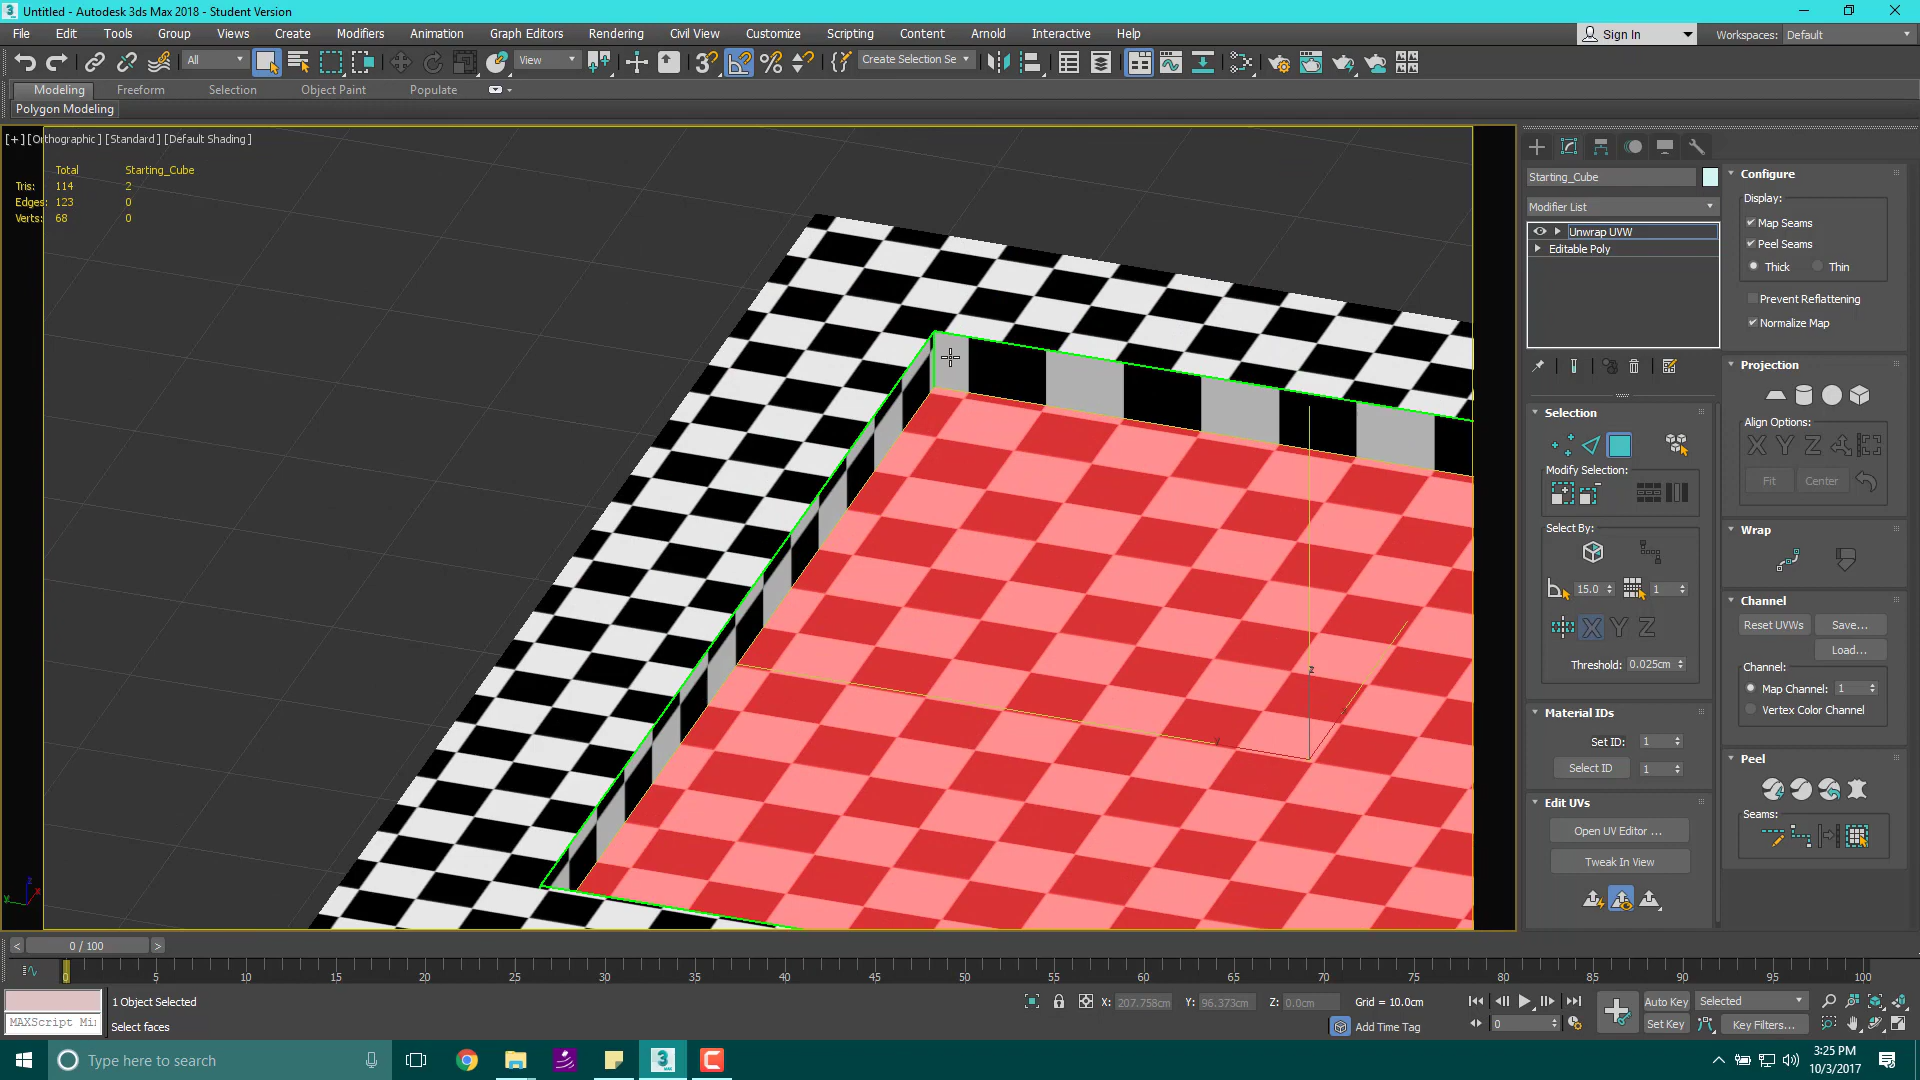 Untitled - Autodesk 3ds Max 2018 - Student Version
File Edit Tools Group Views Create Modifiers Animation Graph Editors Rendering Civil View Customize Scripting Content Arnold Interactive Help
Sign In Workspaces: Default
All View Create Selection Se
Modeling Freeform Selection Object Paint Populate
Polygon Modeling
[+] [Orthographic ] [Standard ] [Default Shading ]
Total Starting_Cube
Tris: 114 2
Edges: 123 0
Verts: 68 0
z
y
Starting_Cube
Modifier List
Unwrap UVW
Editable Poly
Selection
Modify Selection:
Select By:
15.0 1
X Y Z
Threshold: 0.025cm
Material IDs
Set ID: 1
Select ID 1
Edit UVs
Open UV Editor ...
Tweak In View
Configure
Display:
Map Seams
Peel Seams
Thick Thin
Prevent Reflattening
Normalize Map
Projection
Align Options:
X Y Z
Fit Center
Wrap
Channel
Reset UVWs Save...
Load...
Channel:
Map Channel: 1
Vertex Color Channel
Peel
Seams:
< 0 / 100 >
0 5 10 15 20 25 30 35 40 45 50 55 60 65 70 75 80 85 90 95 100
1 Object Selected X: 207.758cm Y: 96.373cm Z: 0.0cm Grid = 10.0cm Auto Key Selected
MAXScript Mi
Select faces Add Time Tag 0 Set Key Key Filters...
Type here to search
3:25 PM
10/3/2017